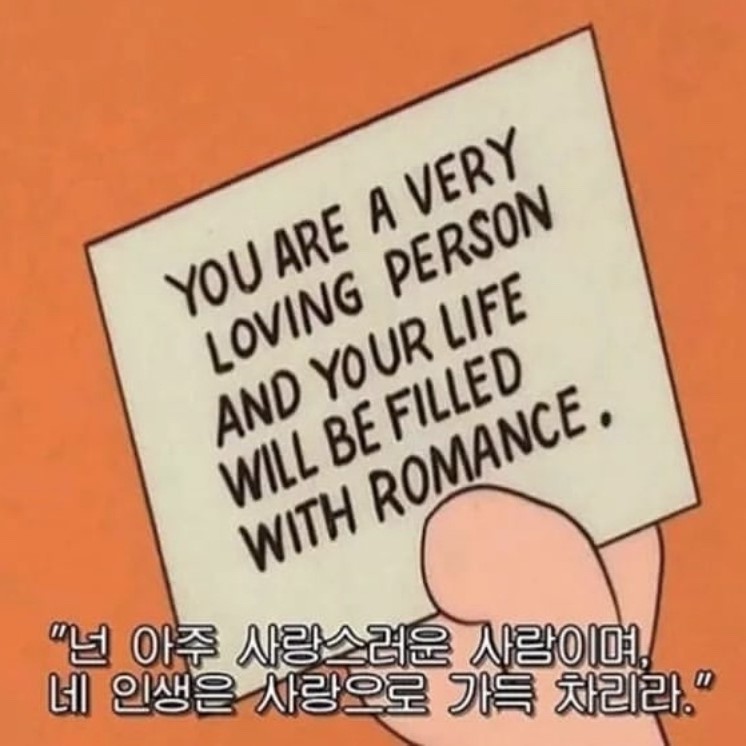 YOU ARE A VERY
LOVING PERSON
AND YOUR LIFE
WILL BE FILLED
WITH ROMANCE.
"넌 아주 사랑스러운 사람이며,
네 인생은 사랑으로 가득 차리라."